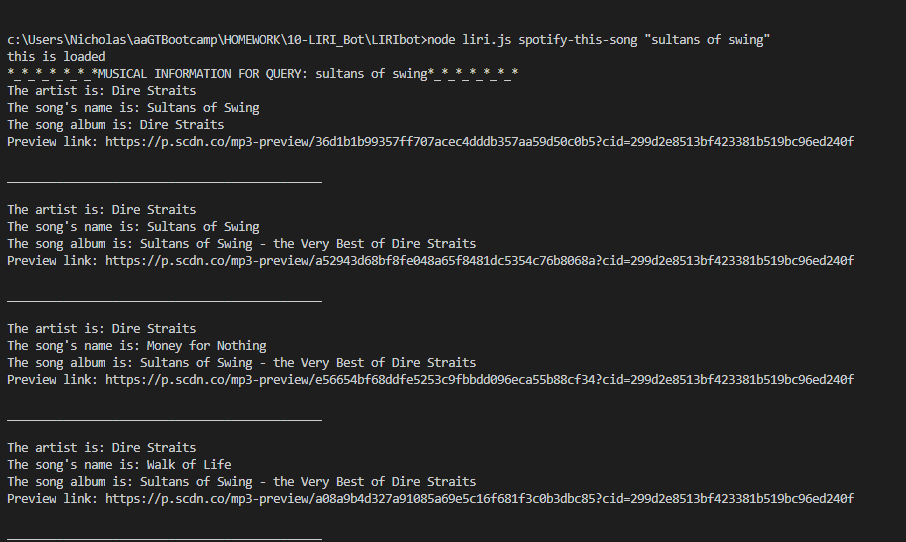 c:\Users\Nicholas\aaGTBootcamp\HOMEWORK\10-LIRI_Bot\LIRIbot>node liri.js spotify-this-song "sultans of swing"
this is loaded
*_*_*_*_*_*_*MUSICAL INFORMATION FOR QUERY: sultans of swing*_*_*_*_*_*_*
The artist is: Dire Straits
The song's name is: Sultans of Swing
The song album is: Dire Straits
Preview link: https://p.scdn.co/mp3-preview/36d1b1b99357ff707acec4dddb357aa59d50c0b5?cid=299d2e8513bf423381b519bc96ed240f
_____________________________________________
The artist is: Dire Straits
The song's name is: Sultans of Swing
The song album is: Sultans of Swing - the Very Best of Dire Straits
Preview link: https://p.scdn.co/mp3-preview/a52943d68bf8fe048a65f8481dc5354c76b8068a?cid=299d2e8513bf423381b519bc96ed240f
_____________________________________________
The artist is: Dire Straits
The song's name is: Money for Nothing
The song album is: Sultans of Swing - the Very Best of Dire Straits
Preview link: https://p.scdn.co/mp3-preview/e56654bf68ddfe5253c9fbbdd096eca55b88cf34?cid=299d2e8513bf423381b519bc96ed240f
_____________________________________________
The artist is: Dire Straits
The song's name is: Walk of Life
The song album is: Sultans of Swing - the Very Best of Dire Straits
Preview link: https://p.scdn.co/mp3-preview/a08a9b4d327a91085a69e5c16f681f3c0b3dbc85?cid=299d2e8513bf423381b519bc96ed240f
_____________________________________________